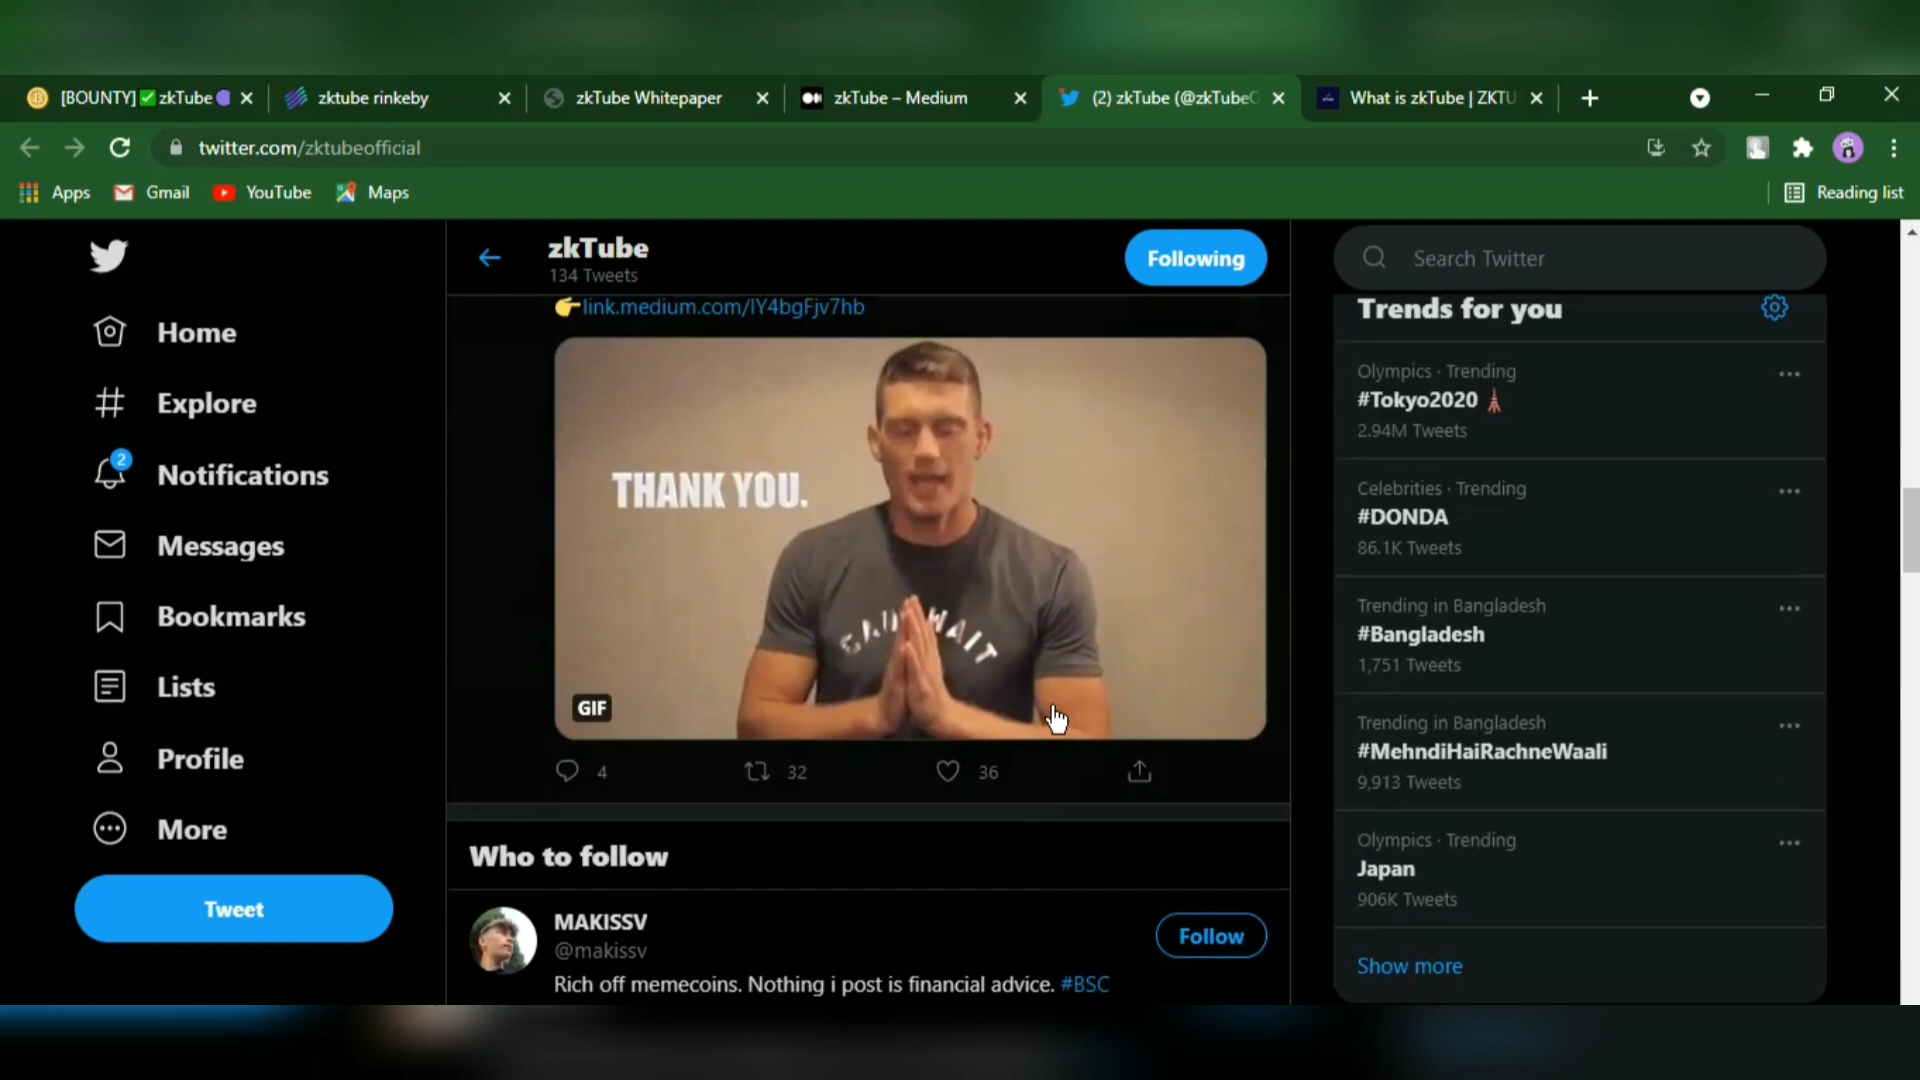 [BOUNTY] ✅ zkTube
zktube rinkeby
zkTube Whitepaper
zkTube – Medium
(2) zkTube (@zkTubeO
What is zkTube | ZKTU
twitter.com/zktubeofficial
Apps
Gmail
YouTube
Maps
Reading list
zkTube
134 Tweets
Following
Search Twitter
2
Home
Explore
Notifications
Messages
Bookmarks
Lists
Profile
More
Tweet
👉link.medium.com/lY4bgFjv7hb
THANK YOU.
WAIT
GIF
4
32
36
Who to follow
MAKISSV
@makissv
Follow
Rich off memecoins. Nothing i post is financial advice. #BSC
Trends for you
Olympics · Trending
#Tokyo2020
2.94M Tweets
Celebrities · Trending
#DONDA
86.1K Tweets
Trending in Bangladesh
#Bangladesh
1,751 Tweets
Trending in Bangladesh
#MehndiHaiRachneWaali
9,913 Tweets
Olympics · Trending
Japan
906K Tweets
Show more